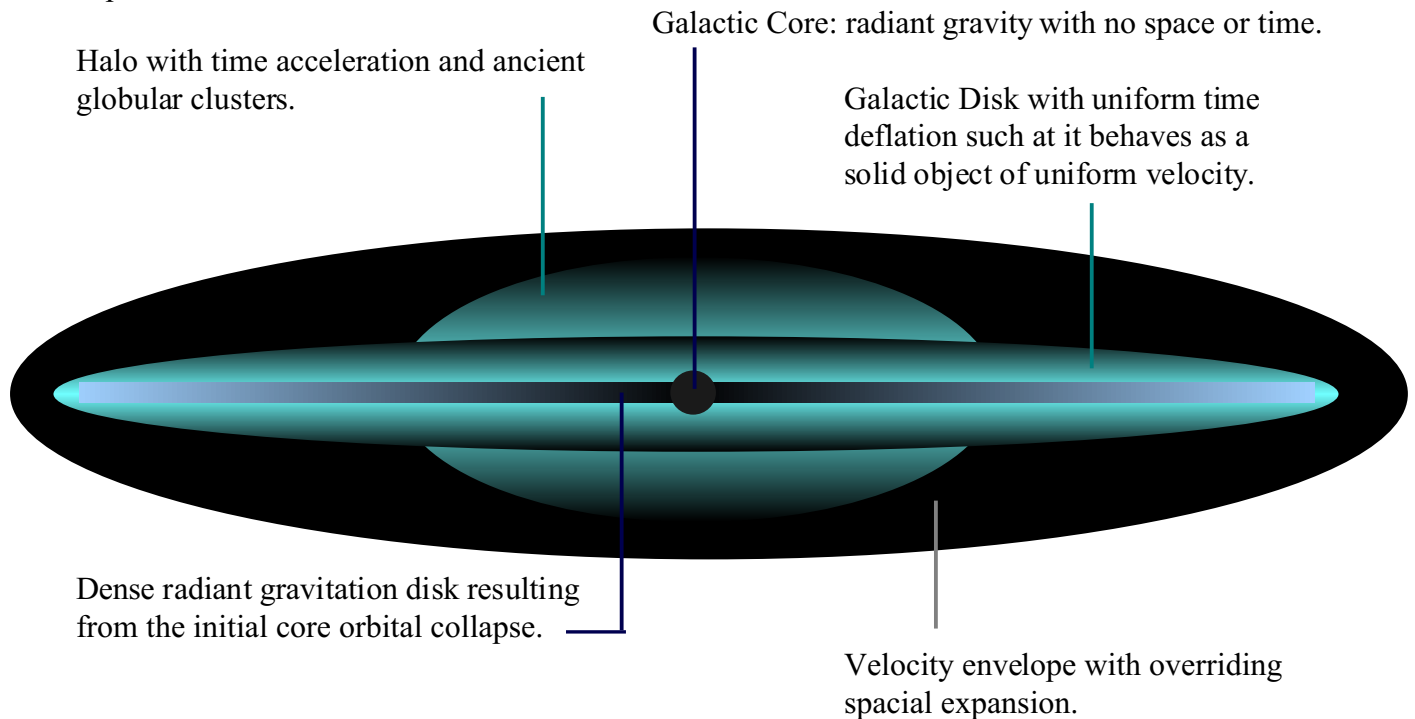 Galactic Core: radiant gravity with no space or time.
Halo with time acceleration and ancient
globular clusters.
Galactic Disk with uniform time
deflation such at it behaves as a
solid object of uniform velocity.
Dense radiant gravitation disk resulting
from the initial core orbital collapse.
Velocity envelope with overriding
spacial expansion.